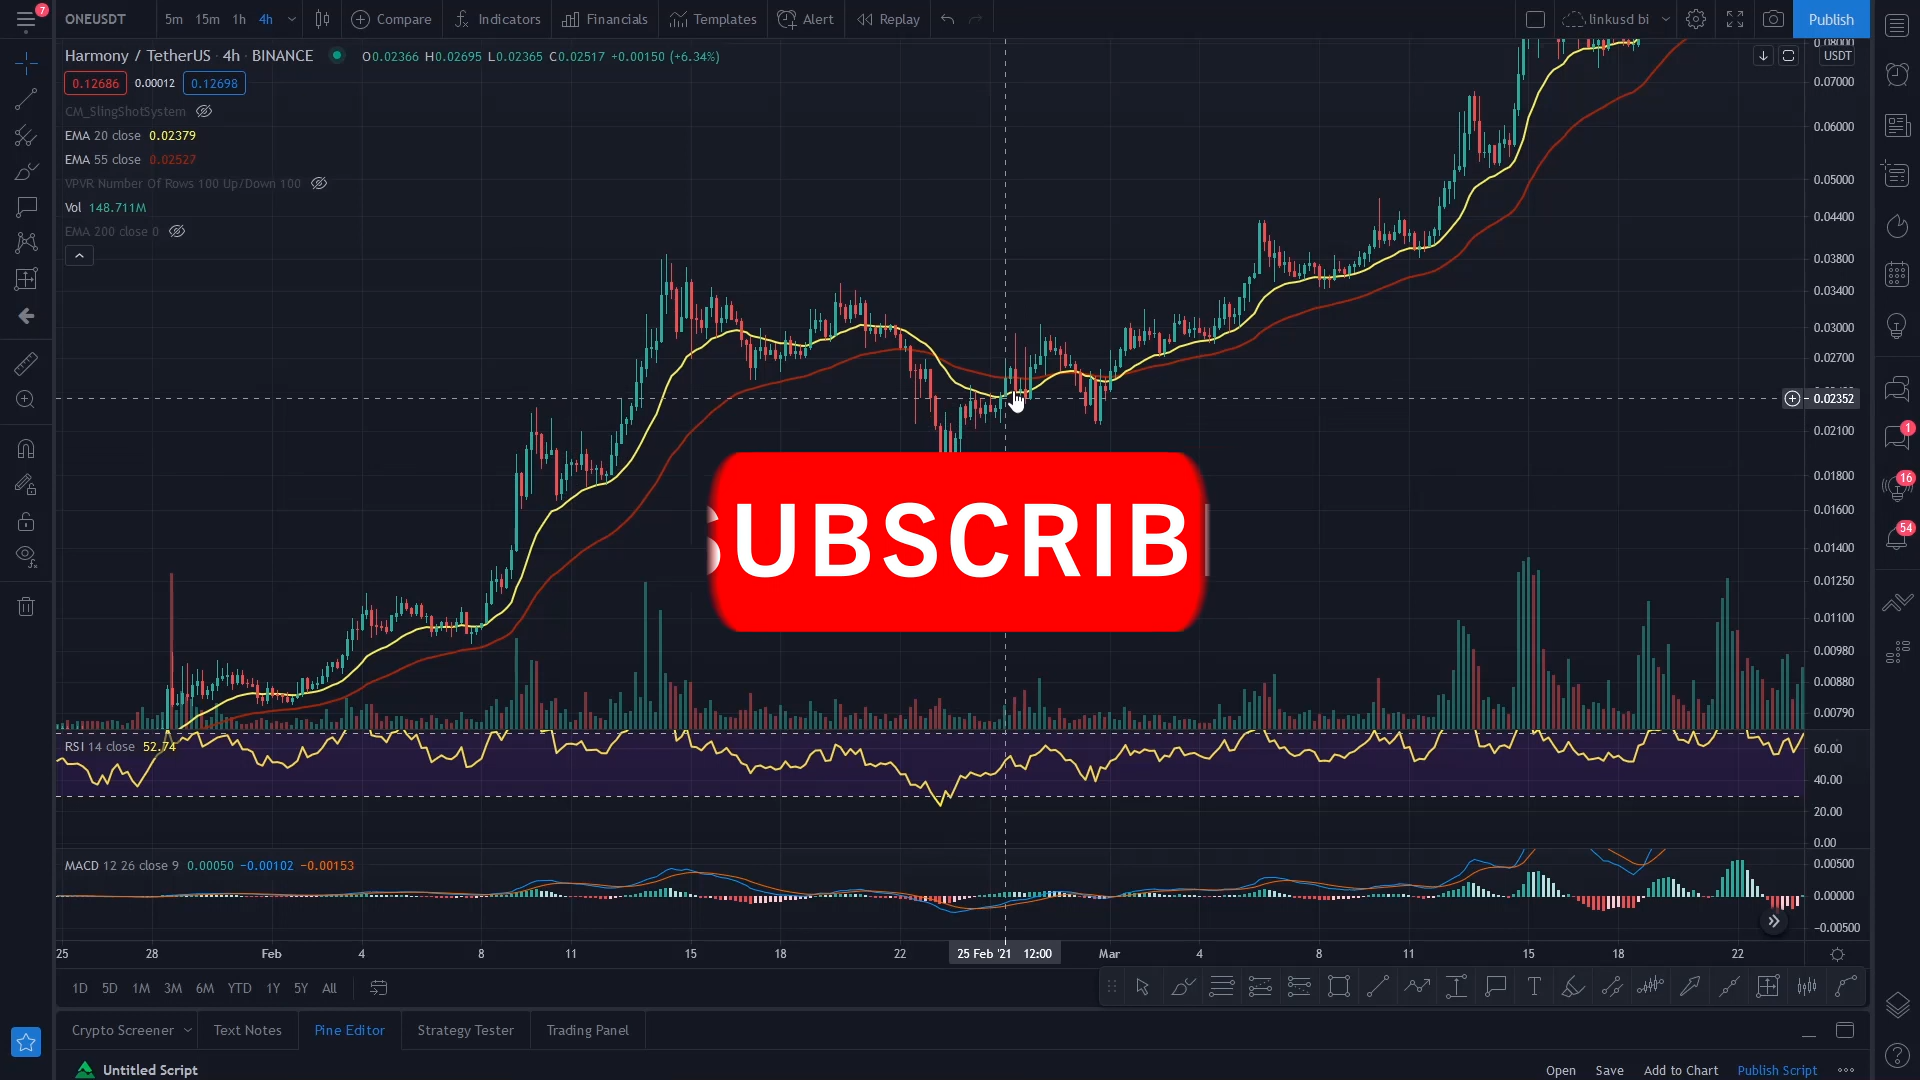 7
ONEUSDT 5m 15m 1h 4h Compare Indicators Financials Templates Alert Replay linkusd bi Publish
Harmony / TetherUS · 4h · BINANCE O0.02366 H0.02695 L0.02365 C0.02517 +0.00150 (+6.34%)
0.12686 0.00012 0.12698
CM_SlingShotSystem
EMA 20 close 0.02379
EMA 55 close 0.02527
VPVR Number Of Rows 100 Up/Down 100
Vol 148.711M
EMA 200 close 0
USDT
0.07000
0.06000
0.05000
0.04400
0.03800
0.03400
0.03000
0.02700
0.02352
0.02100
0.01800
0.01600
0.01400
0.01250
0.01100
0.00980
0.00880
0.00790
SUBSCRIB
1
16
54
RSI 14 close 52.74
60.00
40.00
20.00
0.00
MACD 12 26 close 9 0.00050 −0.00102 −0.00153
0.00500
0.00000
−0.00500
25 28 Feb 4 8 11 15 18 22 25 Feb '21 12:00 Mar 4 8 11 15 18 22
1D 5D 1M 3M 6M YTD 1Y 5Y All
Crypto Screener Text Notes Pine Editor Strategy Tester Trading Panel
Untitled Script Open Save Add to Chart Publish Script